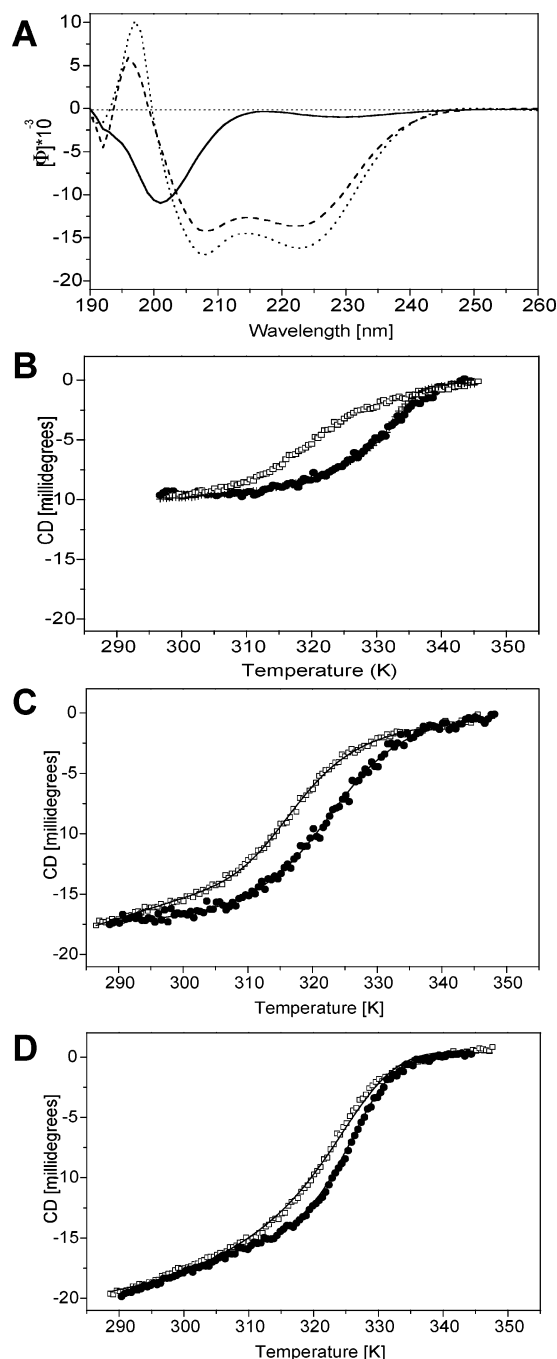 A
10
5
0
-5
-10
-15
-20
[Φ]*10⁻³
190 200 210 220 230 240 250 260
Wavelength [nm]
B
0
-5
-10
-15
-20
CD [millidegrees]
290 300 310 320 330 340 350
Temperature (K)
C
0
-5
-10
-15
-20
CD [millidegrees]
290 300 310 320 330 340 350
Temperature [K]
D
0
-5
-10
-15
-20
CD [millidegrees]
290 300 310 320 330 340 350
Temperature [K]